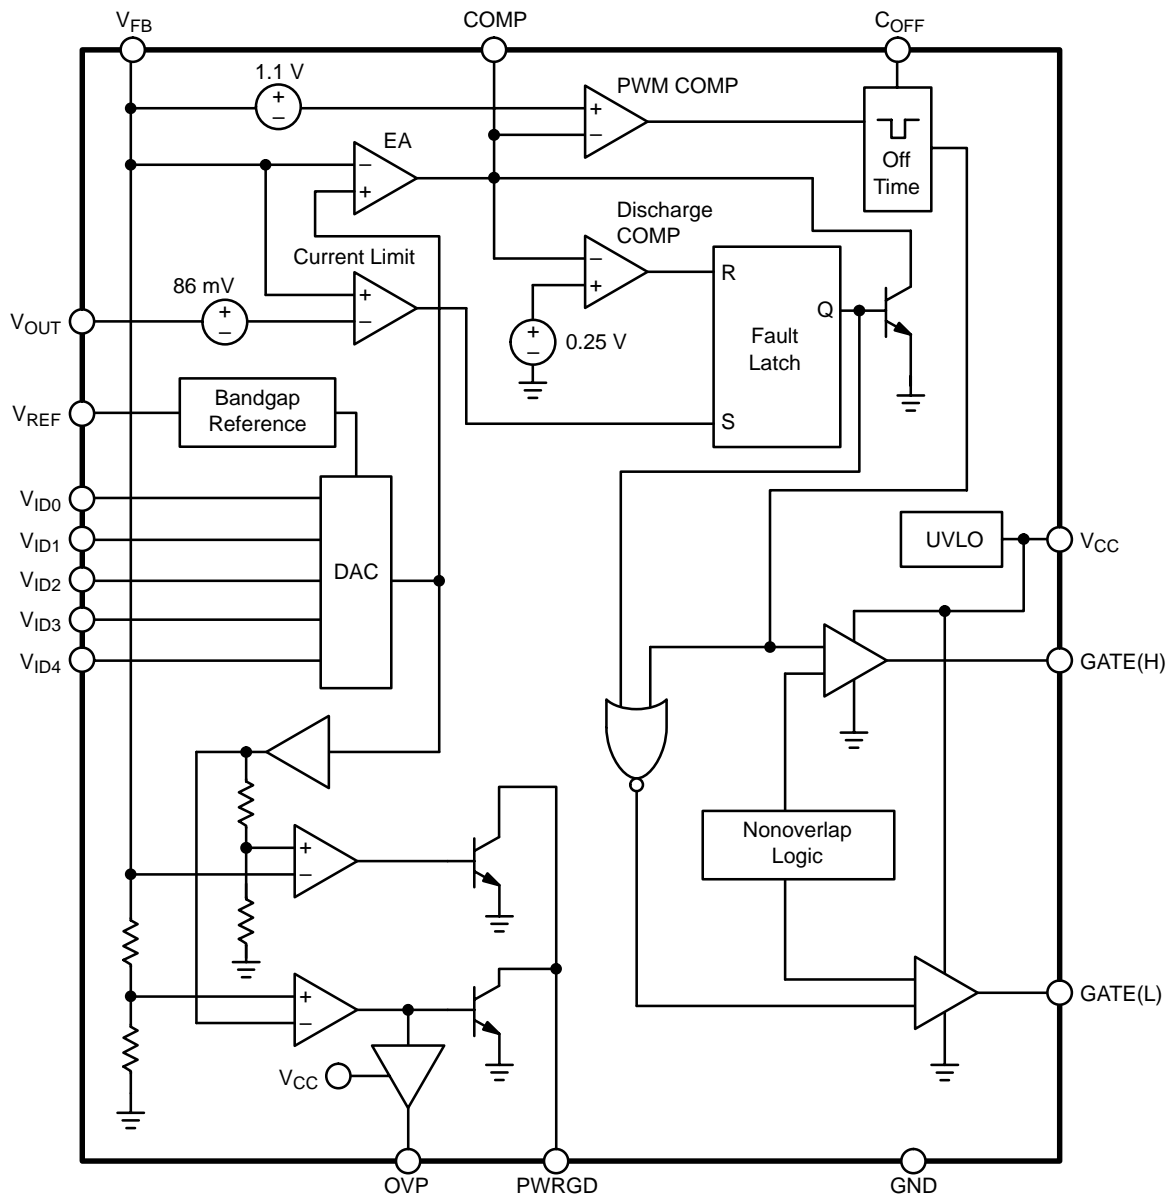 VFB
COMP
COFF
1.1 V
+
−
PWM COMP
+
−
EA
−
+
Off
Time
Discharge
COMP
−
+
Current Limit
86 mV
+
−
+
−
VOUT
R
Q
Fault
Latch
S
+
−
0.25 V
Bandgap
Reference
VREF
VID0
VID1
VID2
VID3
VID4
DAC
UVLO
VCC
GATE(H)
Nonoverlap
Logic
+
−
+
−
GATE(L)
VCC
OVP
PWRGD
GND